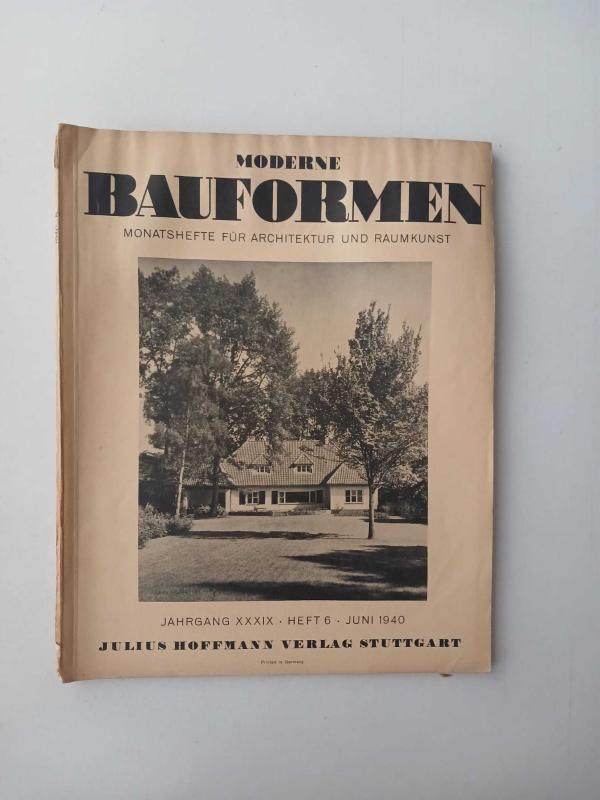 MODERNE
BAUFORMEN
MONATSHEFTE FÜR ARCHITEKTUR UND RAUMKUNST
JAHRGANG XXXIX · HEFT 6 · JUNI 1940
JULIUS HOFFMANN VERLAG STUTTGART
Printed in Germany